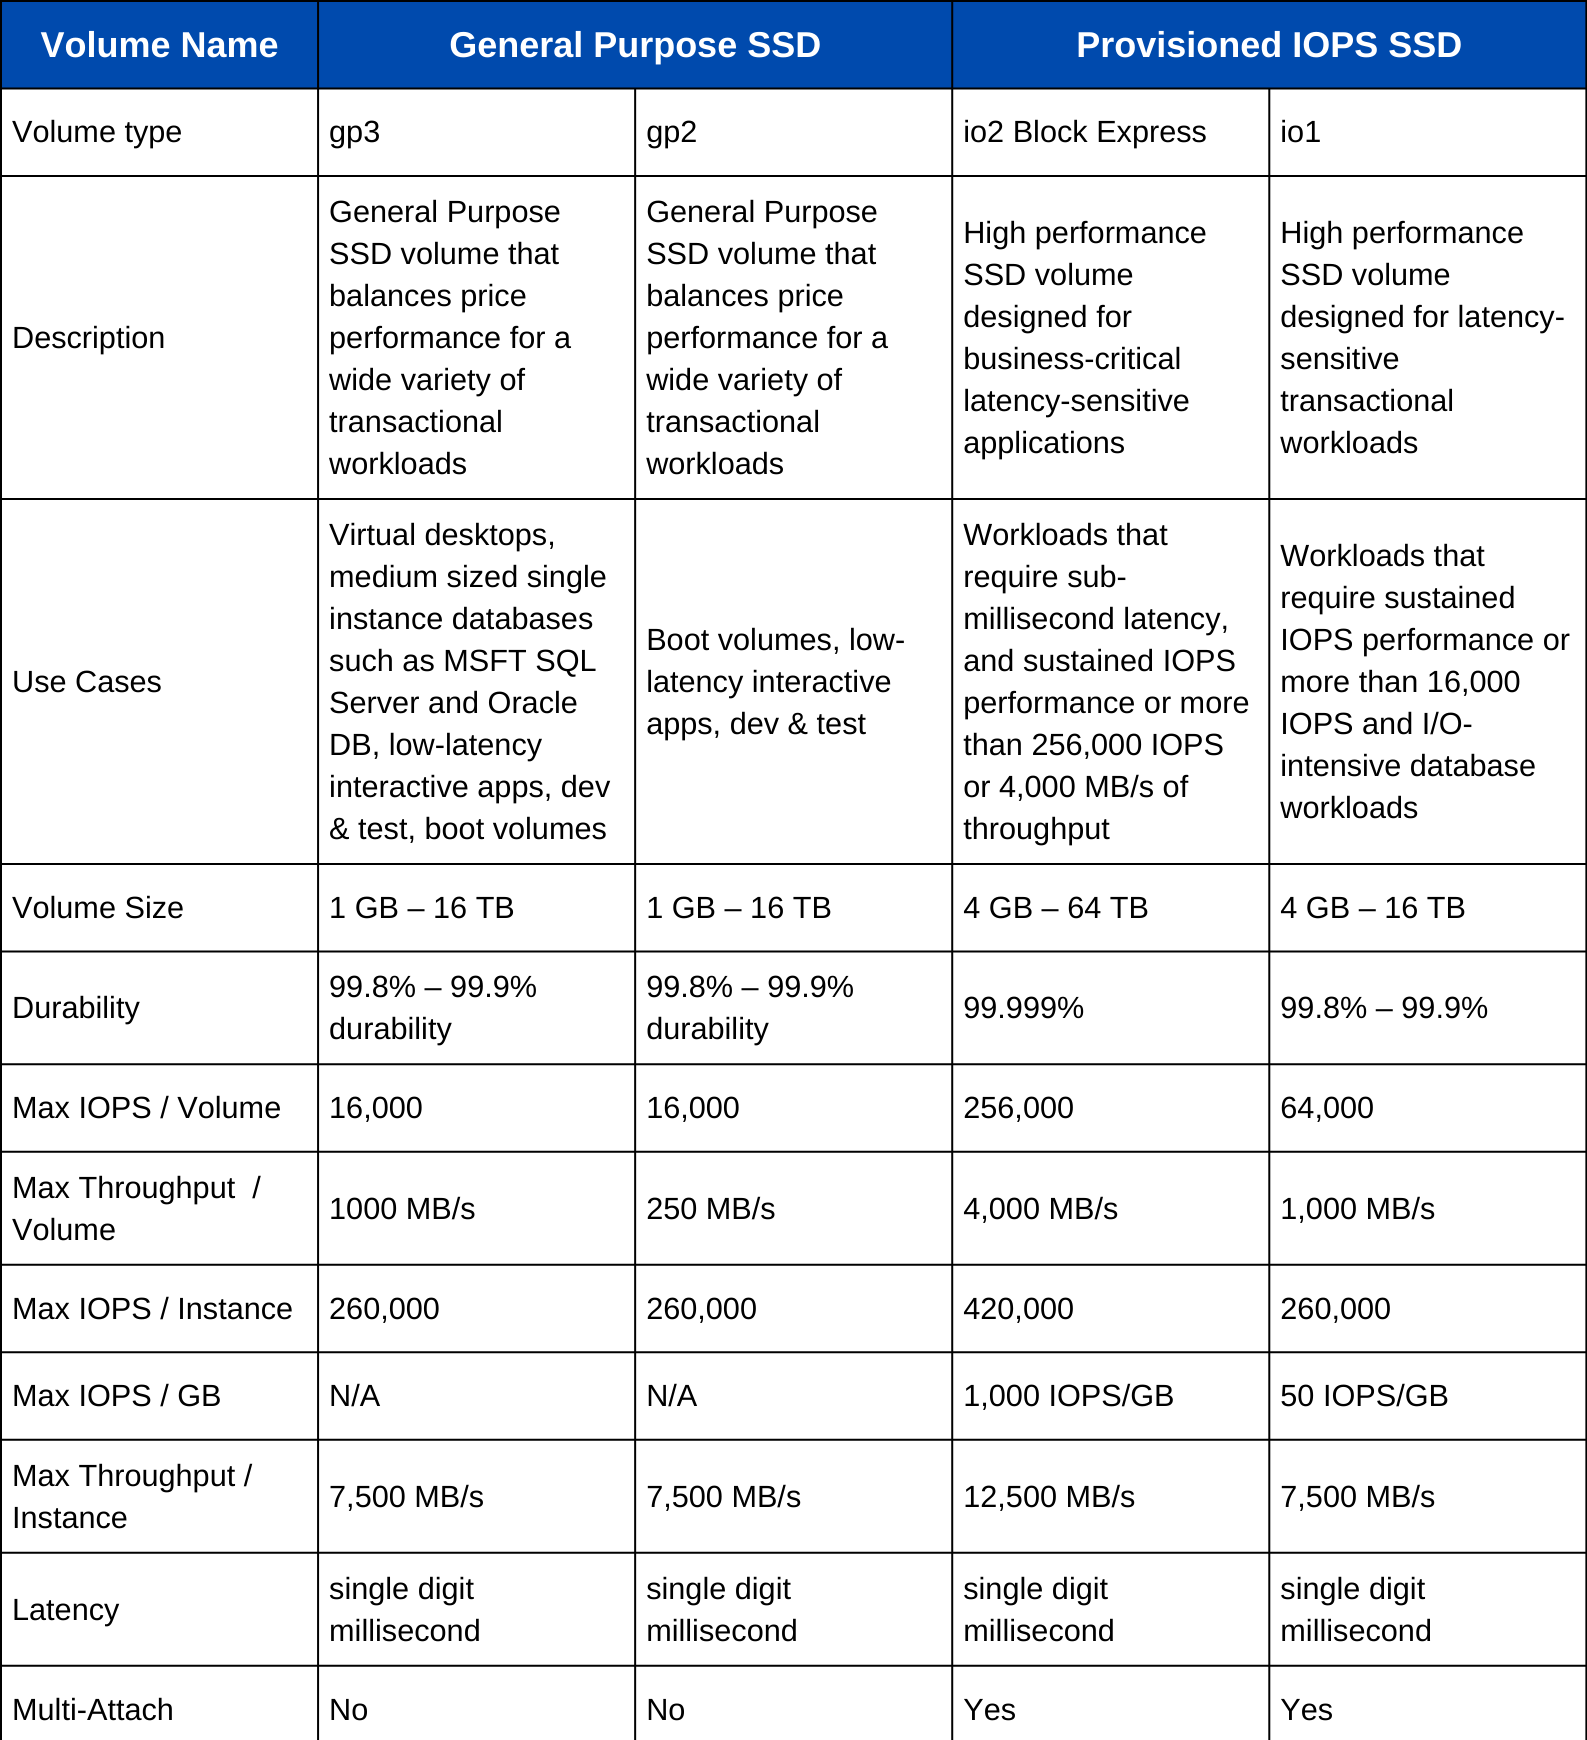 Volume Name
General Purpose SSD
Provisioned IOPS SSD
Volume type
gp3
gp2
io2 Block Express
io1
Description
General Purpose
SSD volume that
balances price
performance for a
wide variety of
transactional
workloads
General Purpose
SSD volume that
balances price
performance for a
wide variety of
transactional
workloads
High performance
SSD volume
designed for
business-critical
latency-sensitive
applications
High performance
SSD volume
designed for latency-
sensitive
transactional
workloads
Use Cases
Virtual desktops,
medium sized single
instance databases
such as MSFT SQL
Server and Oracle
DB, low-latency
interactive apps, dev
& test, boot volumes
Boot volumes, low-
latency interactive
apps, dev & test
Workloads that
require sub-
millisecond latency,
and sustained IOPS
performance or more
than 256,000 IOPS
or 4,000 MB/s of
throughput
Workloads that
require sustained
IOPS performance or
more than 16,000
IOPS and I/O-
intensive database
workloads
Volume Size
1 GB – 16 TB
1 GB – 16 TB
4 GB – 64 TB
4 GB – 16 TB
Durability
99.8% – 99.9%
durability
99.8% – 99.9%
durability
99.999%
99.8% – 99.9%
Max IOPS / Volume
16,000
16,000
256,000
64,000
Max Throughput  /
Volume
1000 MB/s
250 MB/s
4,000 MB/s
1,000 MB/s
Max IOPS / Instance
260,000
260,000
420,000
260,000
Max IOPS / GB
N/A
N/A
1,000 IOPS/GB
50 IOPS/GB
Max Throughput /
Instance
7,500 MB/s
7,500 MB/s
12,500 MB/s
7,500 MB/s
Latency
single digit
millisecond
single digit
millisecond
single digit
millisecond
single digit
millisecond
Multi-Attach
No
No
Yes
Yes